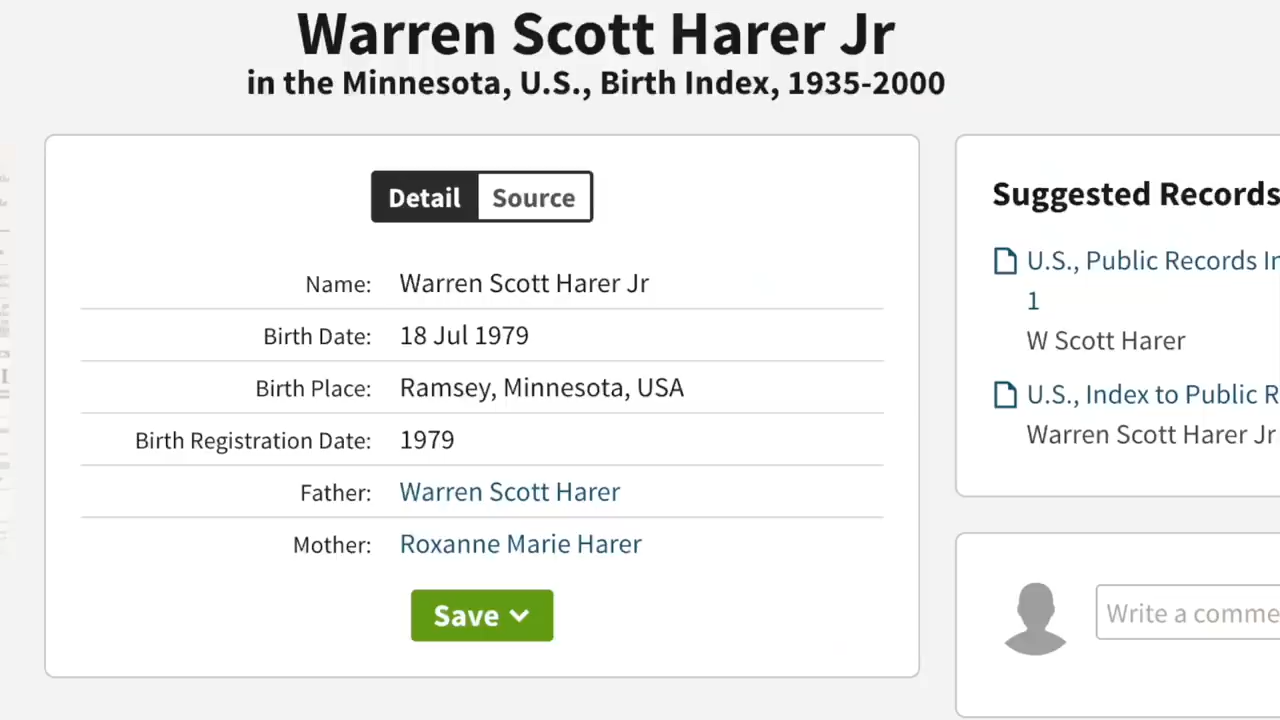 Warren Scott Harer Jr
in the Minnesota, U.S., Birth Index, 1935-2000
Detail
Source
Name: Warren Scott Harer Jr
Birth Date: 18 Jul 1979
Birth Place: Ramsey, Minnesota, USA
Birth Registration Date: 1979
Father: Warren Scott Harer
Mother: Roxanne Marie Harer
Save
Suggested Records
U.S., Public Records
1
W Scott Harer
U.S., Index to Public
Warren Scott Harer Jr
Write a